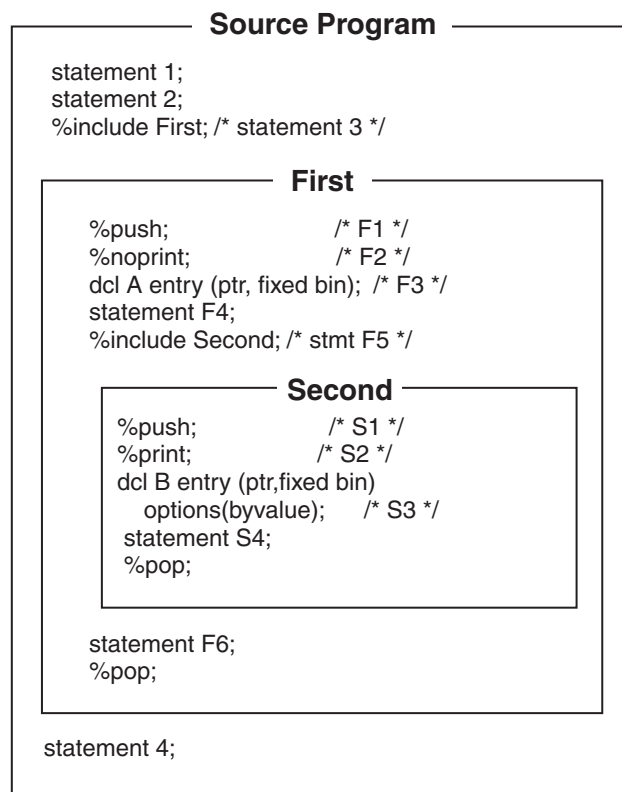 Source Program
statement 1;
statement 2;
%include First; /* statement 3 */
First
%push; /* F1 */
%noprint; /* F2 */
dcl A entry (ptr, fixed bin); /* F3 */
statement F4;
%include Second; /* stmt F5 */
Second
%push; /* S1 */
%print; /* S2 */
dcl B entry (ptr,fixed bin)
options(byvalue); /* S3 */
statement S4;
%pop;
statement F6;
%pop;
statement 4;